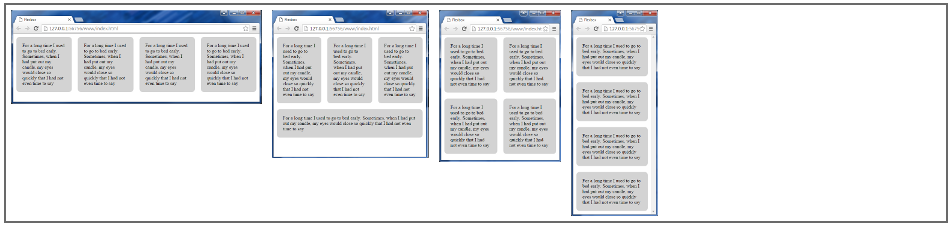 Flexbox
127.0.0.1:56756/www/index.html
For a long time I used
to go to bed early.
Sometimes, when I
had put out my
candle, my eyes
would close so
quickly that I had not
even time to say
For a long time I used
to go to bed early.
Sometimes, when I
had put out my
candle, my eyes
would close so
quickly that I had not
even time to say
For a long time I used
to go to bed early.
Sometimes, when I
had put out my
candle, my eyes
would close so
quickly that I had not
even time to say
For a long time I used
to go to bed early.
Sometimes, when I
had put out my
candle, my eyes
would close so
quickly that I had not
even time to say
Flexbox
127.0.0.1:56756/www/index.html
For a long time I
used to go to bed
early. Sometimes,
when I had put
out my candle,
my eyes would
close so quickly
that I had not
even time to say
For a long time I
used to go to bed
early. Sometimes,
when I had put
out my candle,
my eyes would
close so quickly
that I had not
even time to say
For a long time I
used to go to bed
early. Sometimes,
when I had put
out my candle,
my eyes would
close so quickly
that I had not
even time to say
For a long time I used to go to bed early. Sometimes, when I had put
out my candle, my eyes would close so quickly that I had not even
time to say
Flexbox
For a long time I
used to go to bed
early. Sometimes,
when I had put out
my candle, my eyes
would close so
quickly that I had
not even time to say
For a long time I
used to go to bed
early. Sometimes,
when I had put out
my candle, my eyes
would close so
quickly that I had
not even time to say
For a long time I
used to go to bed
early. Sometimes,
when I had put out
my candle, my eyes
would close so
quickly that I had
not even time to say
For a long time I
used to go to bed
early. Sometimes,
when I had put out
my candle, my eyes
would close so
quickly that I had
not even time to say
Flexbox
For a long time I used to go to
bed early. Sometimes, when I
had put out my candle, my
eyes would close so quickly
that I had not even time to say
For a long time I used to go to
bed early. Sometimes, when I
had put out my candle, my
eyes would close so quickly
that I had not even time to say
For a long time I used to go to
bed early. Sometimes, when I
had put out my candle, my
eyes would close so quickly
that I had not even time to say
For a long time I used to go to
bed early. Sometimes, when I
had put out my candle, my
eyes would close so quickly
that I had not even time to say